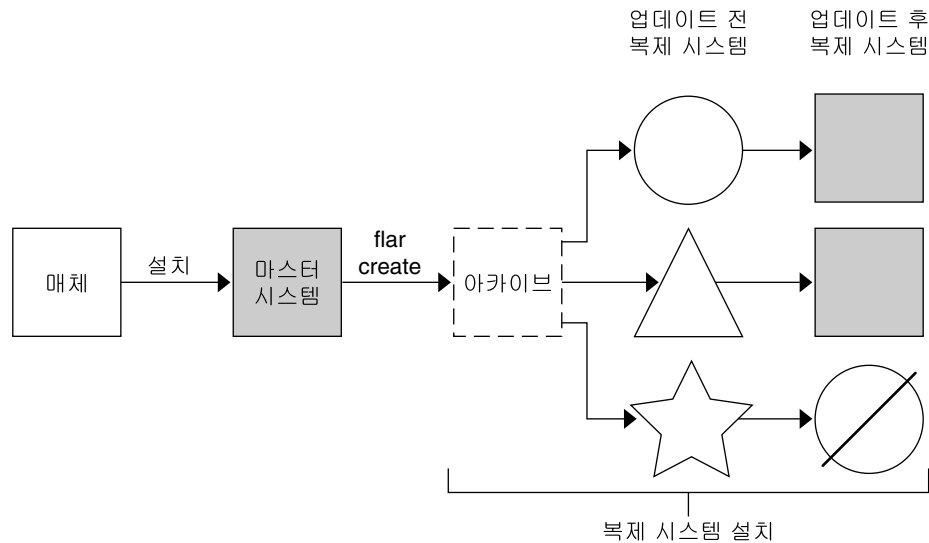 업데이트 전
복제 시스템
업데이트 후
복제 시스템
매체
설치
마스터
시스템
flar
create
아카이브
복제 시스템 설치